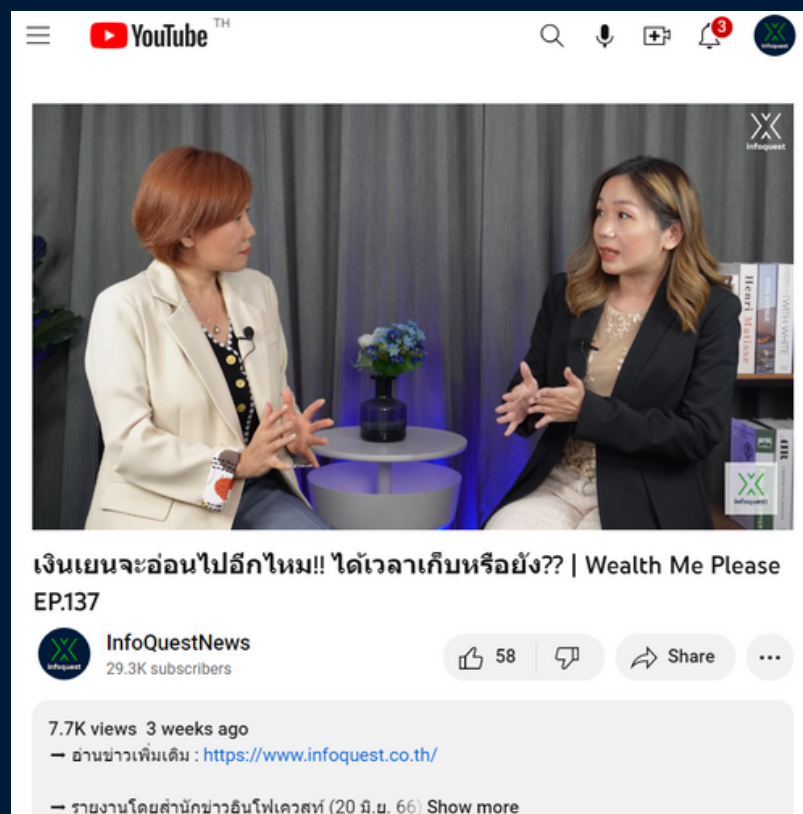 YouTube TH
3
infoquest
infoquest
Henri Matisse
infoquest
เงินเยนจะอ่อนไปอีกไหม!! ได้เวลาเก็บหรือยัง?? | Wealth Me Please
EP.137
infoquest
InfoQuestNews
29.3K subscribers
58
Share
7.7K views 3 weeks ago
→ อ่านข่าวเพิ่มเติม : https://www.infoquest.co.th/
→ รายงานโดยสำนักข่าวอินโฟเควสท์ (20 มิ.ย. 66) Show more